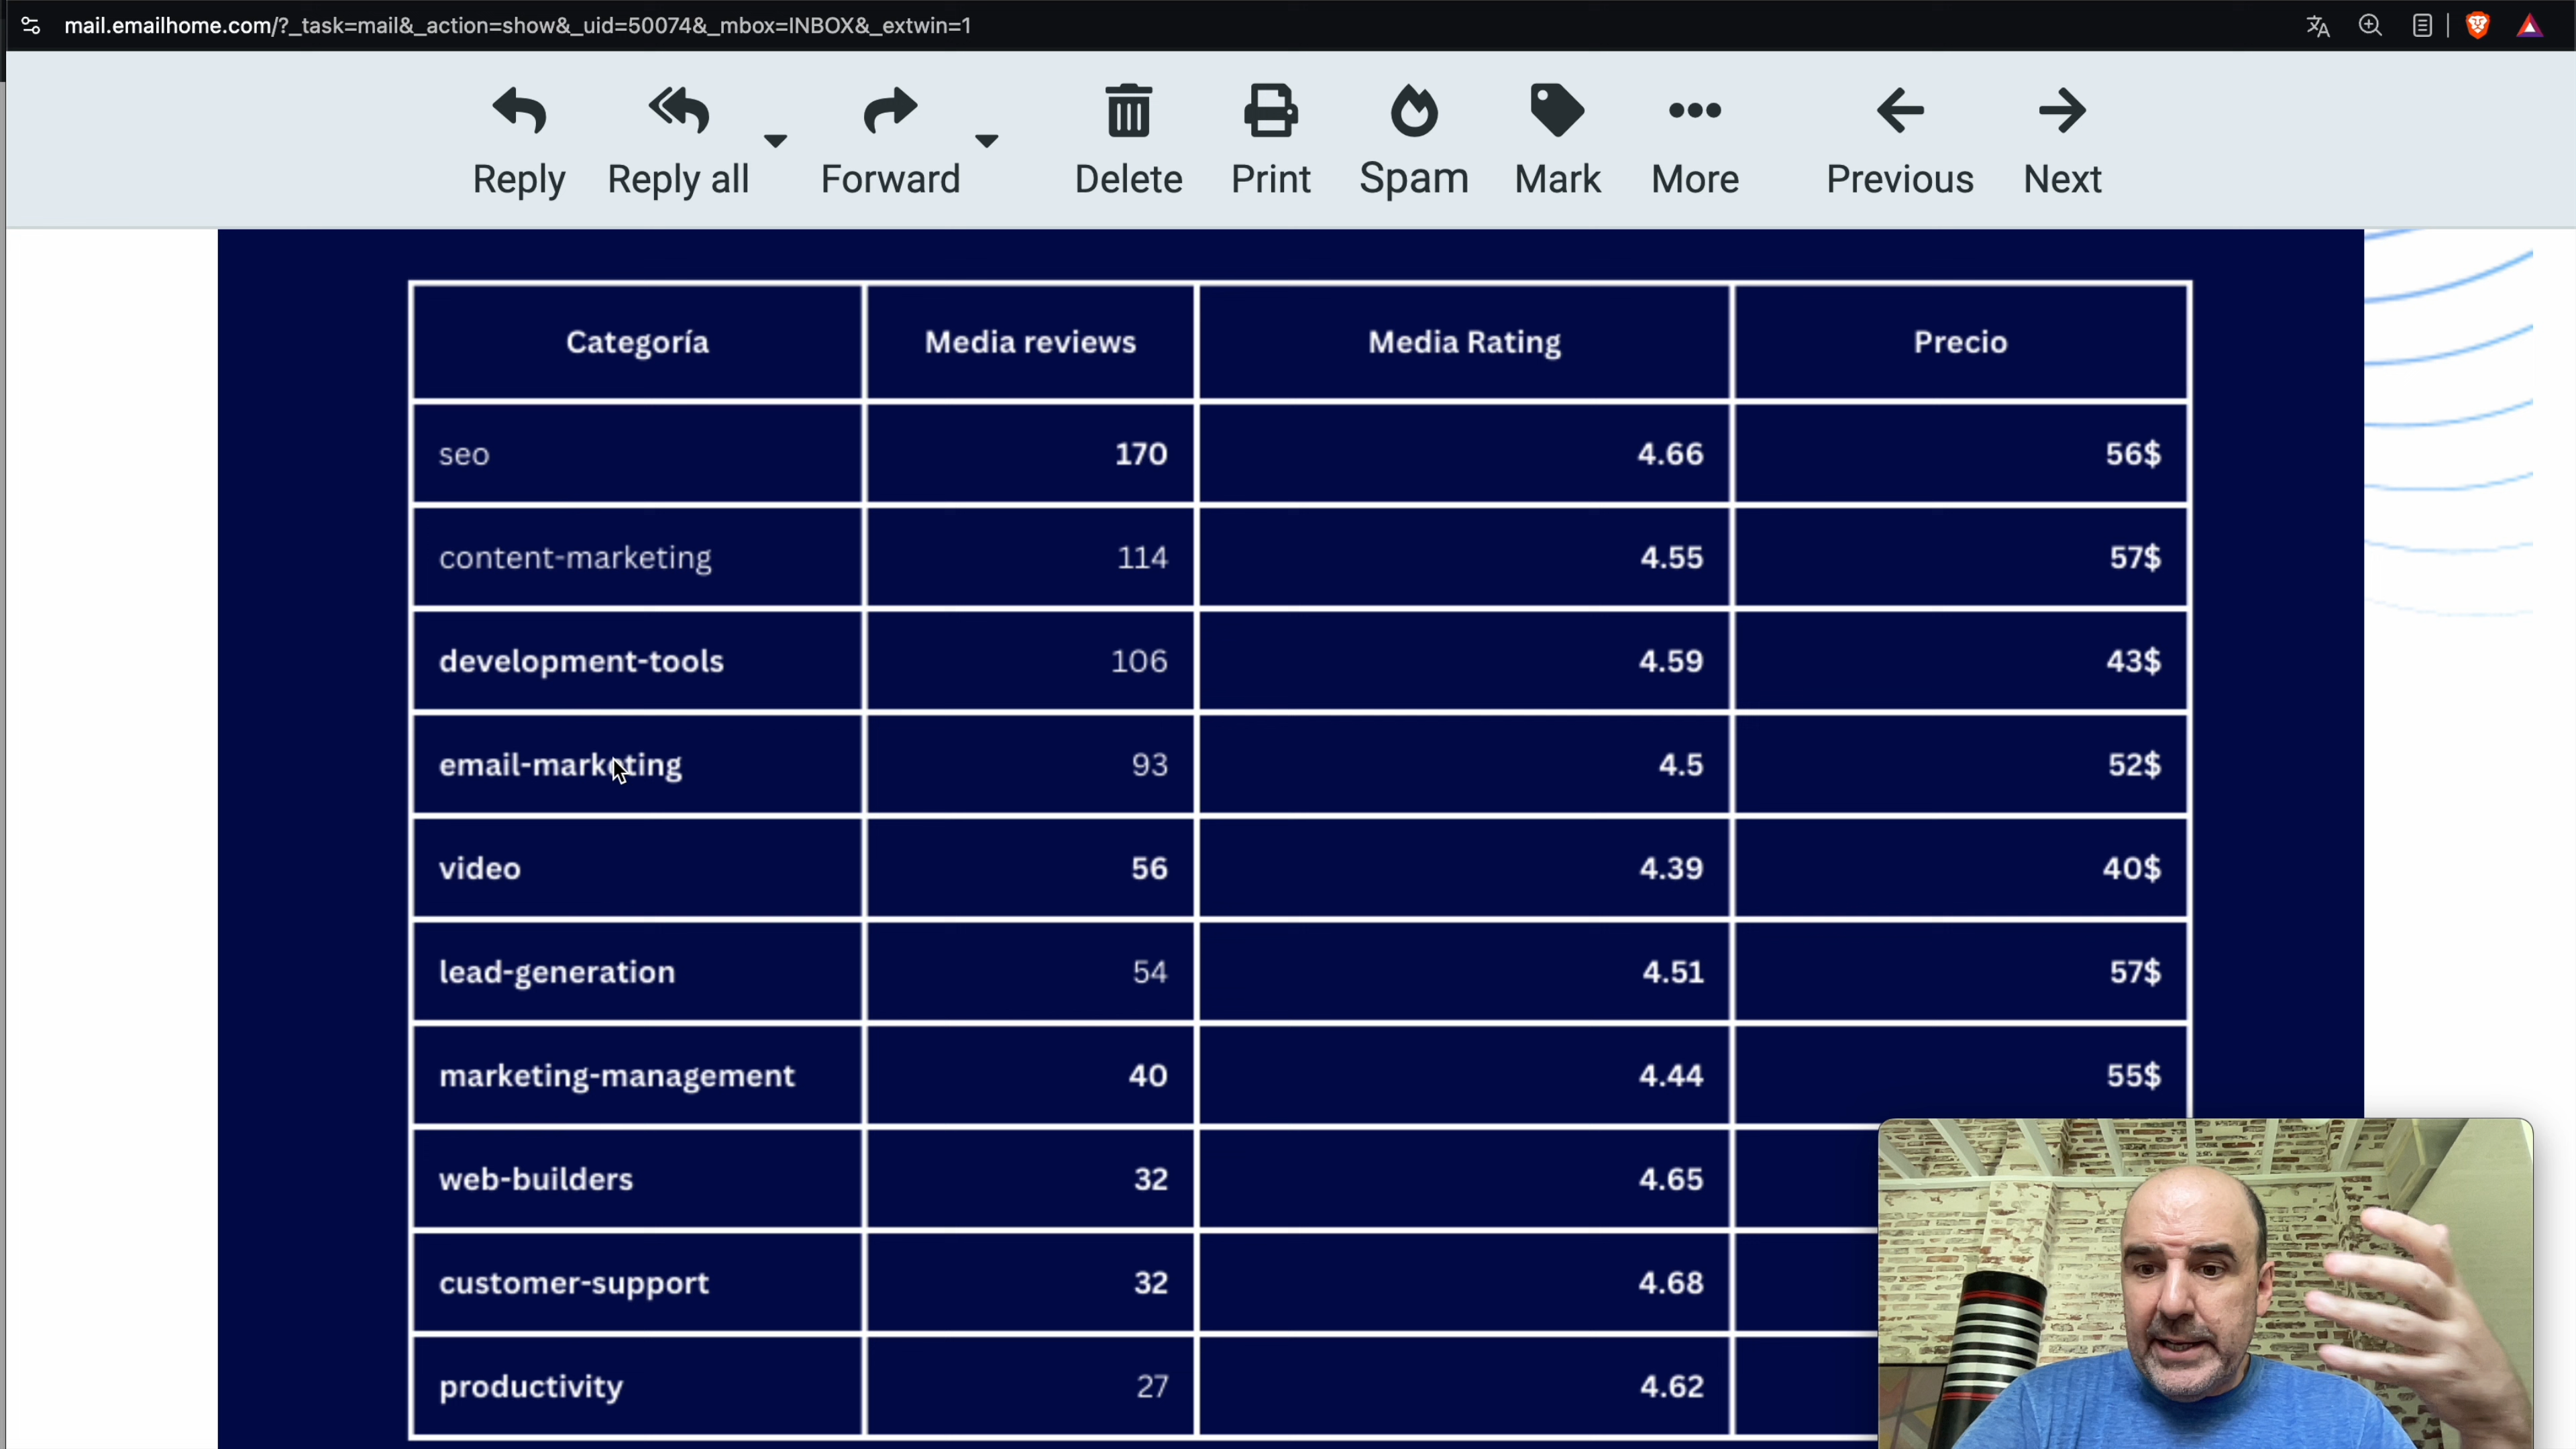 mail.emailhome.com/?_task=mail&_action=show&_uid=50074&_mbox=INBOX&_extwin=1
Reply Reply all Forward Delete Print Spam Mark More Previous Next
Categoría Media reviews Media Rating Precio
seo 170 4.66 56$
content-marketing 114 4.55 57$
development-tools 106 4.59 43$
email-marketing 93 4.5 52$
video 56 4.39 40$
lead-generation 54 4.51 57$
marketing-management 40 4.44 55$
web-builders 32 4.65
customer-support 32 4.68
productivity 27 4.62